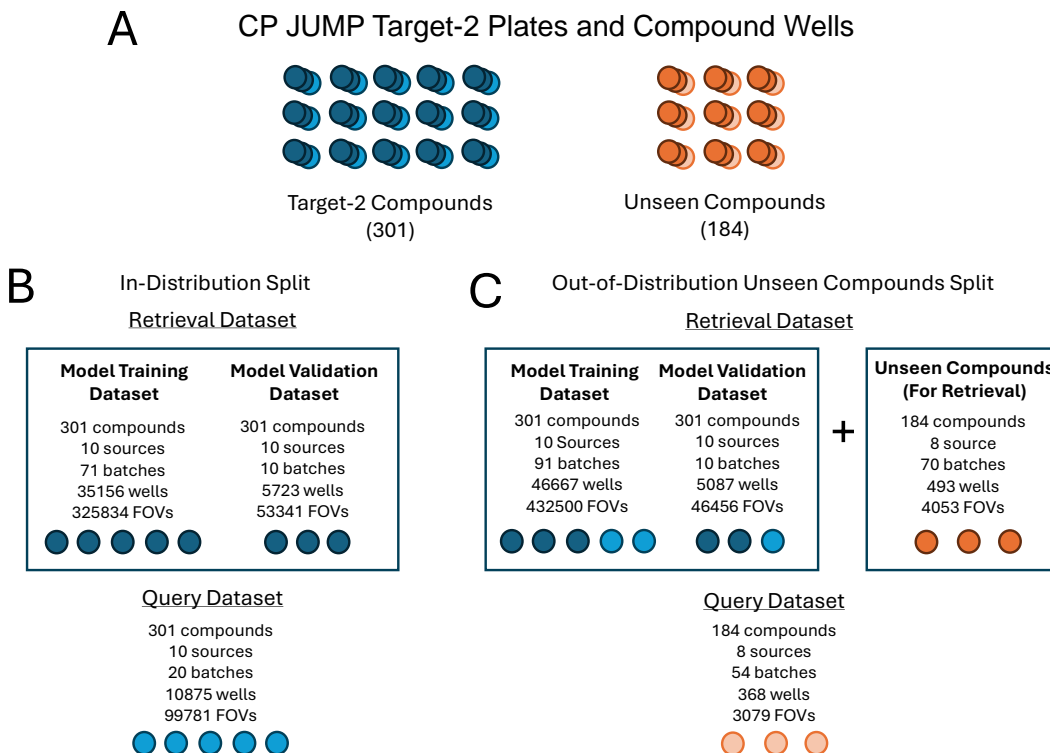 A
CP JUMP Target-2 Plates and Compound Wells
Target-2 Compounds
(301)
Unseen Compounds
(184)
B
In-Distribution Split
Retrieval Dataset
Model Training
Dataset
301 compounds
10 sources
71 batches
35156 wells
325834 FOVs
Model Validation
Dataset
301 compounds
10 sources
10 batches
5723 wells
53341 FOVs
Query Dataset
301 compounds
10 sources
20 batches
10875 wells
99781 FOVs
C
Out-of-Distribution Unseen Compounds Split
Retrieval Dataset
Model Training
Dataset
301 compounds
10 Sources
91 batches
46667 wells
432500 FOVs
Model Validation
Dataset
301 compounds
10 sources
10 batches
5087 wells
46456 FOVs
+
Unseen Compounds
(For Retrieval)
184 compounds
8 source
70 batches
493 wells
4053 FOVs
Query Dataset
184 compounds
8 sources
54 batches
368 wells
3079 FOVs